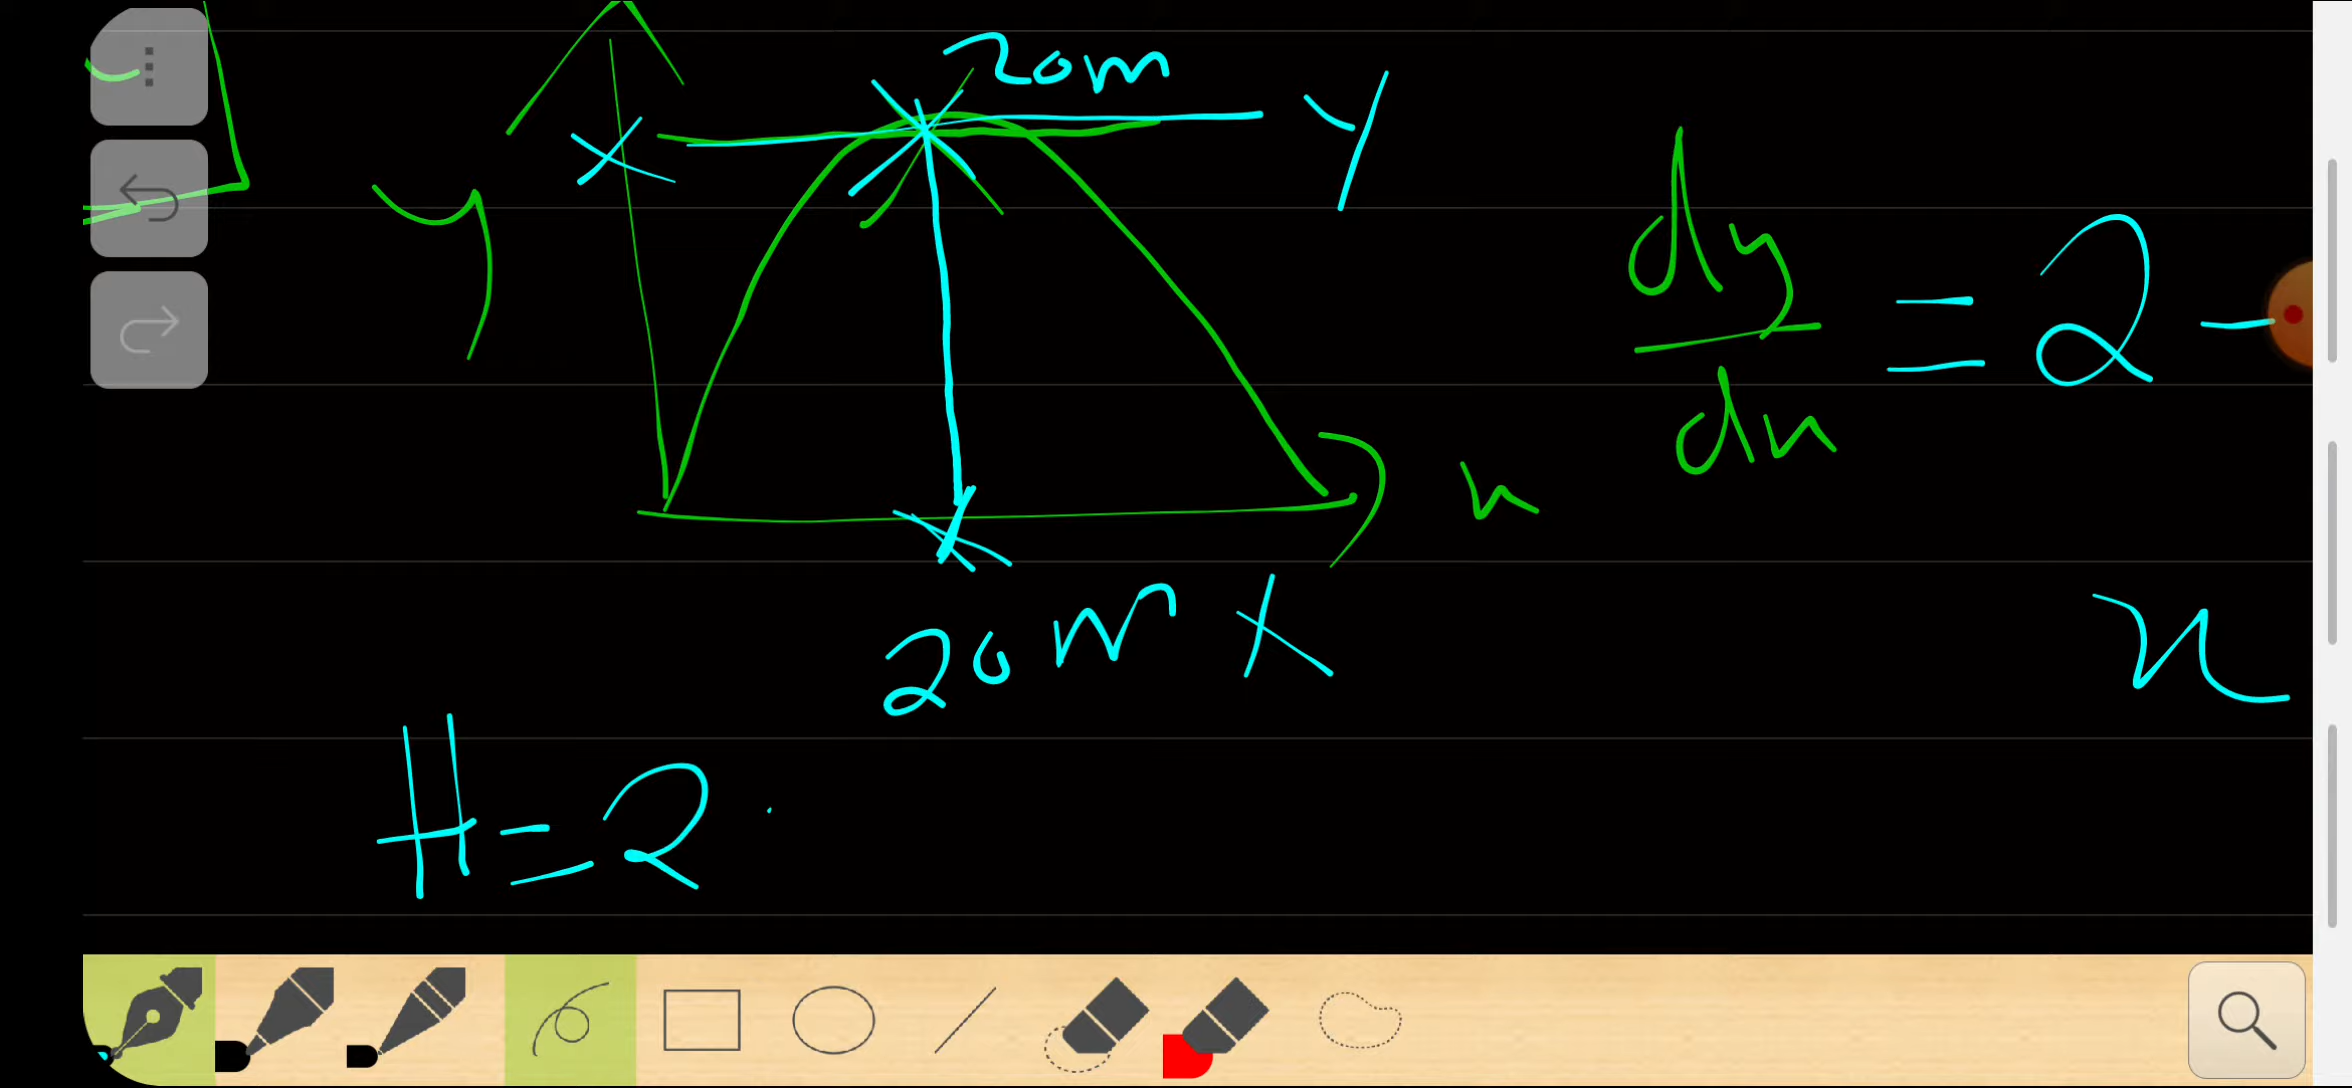 20m
x y
y
dy/dx = 2 -
x
x
20m x
H = 2